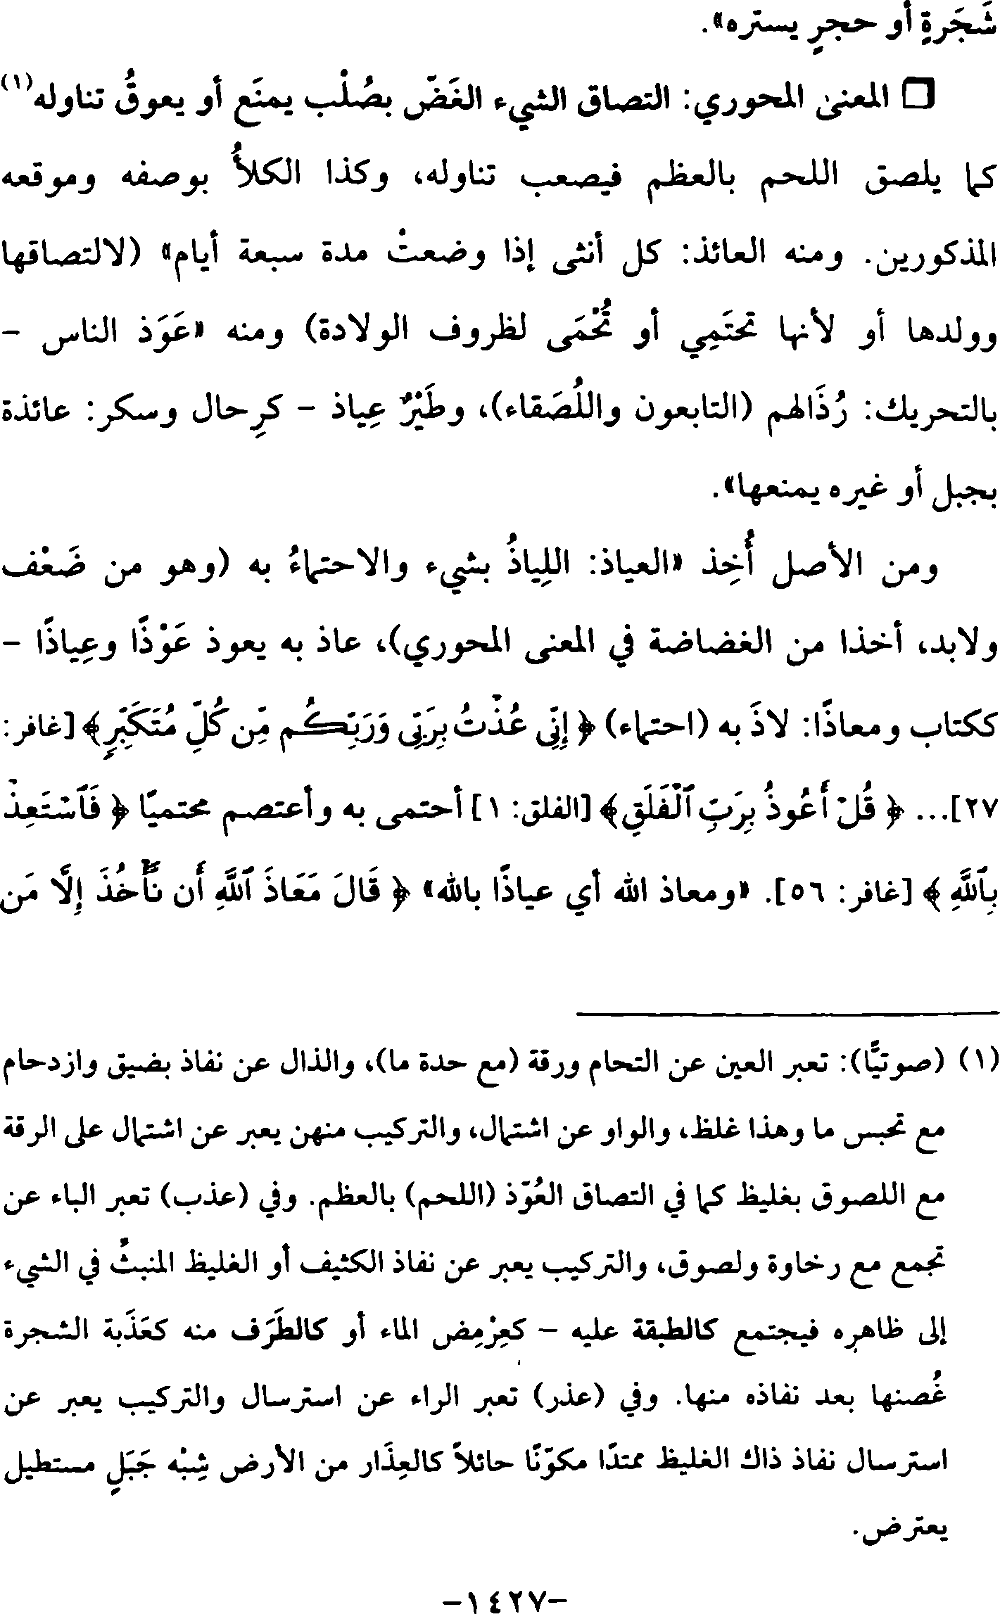 شَجَرةٍ أو حجرٍ يستره».
❒ المعنى المحوري: التصاق الشيء الغَضّ بصُلْب يمنَع أو يعوقُ تناوله(١)
كما يلصق اللحم بالعظم فيصعب تناوله، وكذا الكلأُ بوصفه وموقعه
المذكورين. ومنه العائذ: كل أنثى إذا وضعتْ مدة سبعة أيام» (لالتصاقها
وولدها أو لأنها تحتَمِي أو تُحْمَى لظروف الولادة) ومنه «عَوَذ الناس –
بالتحريك: رُذَالهم (التابعون واللُصَقاء)، وطَيْرٌ عِياذ – كرِحال وسكر: عائذة
بجبل أو غيره يمنعها».
ومن الأصل أُخِذ «العياذ: اللِياذُ بشيء والاحتماءُ به (وهو من ضَعْف
ولابد، أخذا من الغضاضة في المعنى المحوري)، عاذ به يعوذ عَوْذًا وعِياذًا –
ككتاب ومعاذًا: لاذَ به (احتماء) ﴿ إِنِّي عُذْتُ بِرَبِّي وَرَبِّكُم مِّن كُلِّ مُتَكَبِّرٍ ﴾ [غافر:
٢٧]... ﴿ قُلْ أَعُوذُ بِرَبِّ ٱلْفَلَقِ ﴾ [الفلق: ١] أحتمى به وأعتصم محتميًا ﴿ فَٱسْتَعِذْ
بِٱللَّهِ ﴾ [غافر: ٥٦]. «ومعاذ الله أي عياذًا بالله» ﴿ قَالَ مَعَاذَ ٱللَّهِ أَن نَّأْخُذَ إِلَّا مَن
(١) (صوتيًّا): تعبر العين عن التحام ورقة (مع حدة ما)، والذال عن نفاذ بضيق وازدحام
مع تحبس ما وهذا غلظ، والواو عن اشتمال، والتركيب منهن يعبر عن اشتمال على الرقة
مع اللصوق بغليظ كما في التصاق العُوَّذ (اللحم) بالعظم. وفي (عذب) تعبر الباء عن
تجمع مع رخاوة ولصوق، والتركيب يعبر عن نفاذ الكثيف أو الغليظ المنبثّ في الشيء
إلى ظاهره فيجتمع كالطبقة عليه – كعِرْمِض الماء أو كالطَرَف منه كعَذَبة الشجرة
غُصنها بعد نفاذه منها. وفي (عذر) تعبر الراء عن استرسال والتركيب يعبر عن
استرسال نفاذ ذاك الغليظ ممتدًا مكوّنًا حائلاً كالعِذَار من الأرض شِبْه جَبَلٍ مستطيل
يعترض.
–١٤٢٧–